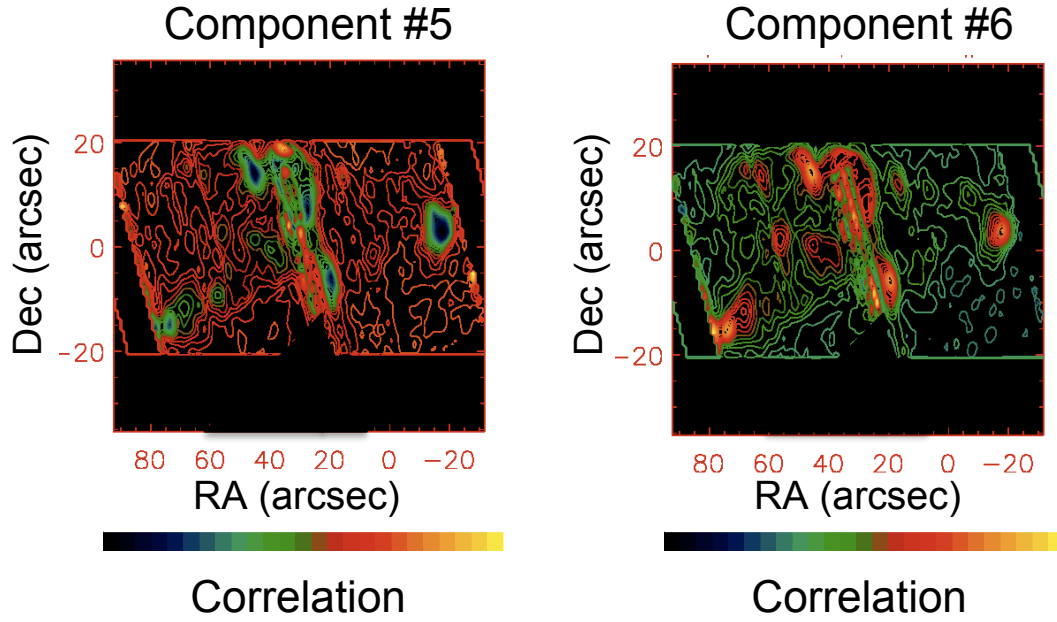 Component #5
Dec (arcsec)
20
0
−20
80 60 40 20 0 −20
RA (arcsec)
Correlation
Component #6
Dec (arcsec)
20
0
−20
80 60 40 20 0 −20
RA (arcsec)
Correlation